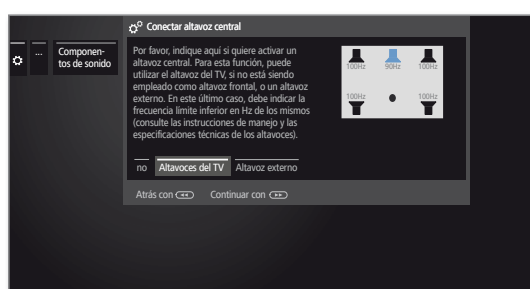 Conectar altavoz central
...
Componen-
tos de sonido
Por favor, indique aqui si quiere activar un
altavoz central. Para esta función, puede
utilizar el altavoz del TV, si no está siendo
empleado como altavoz frontal, o un altavoz
externo. En este último caso, debe indicar la
frecuencia límite inferior en Hz de los mismos
(consulte las instrucciones de manejo y las
especificaciones técnicas de los altavoces).
100Hz 90Hz 100Hz
100Hz 100Hz
no Altavoces del TV Altavoz externo
Atrás con Continuar con